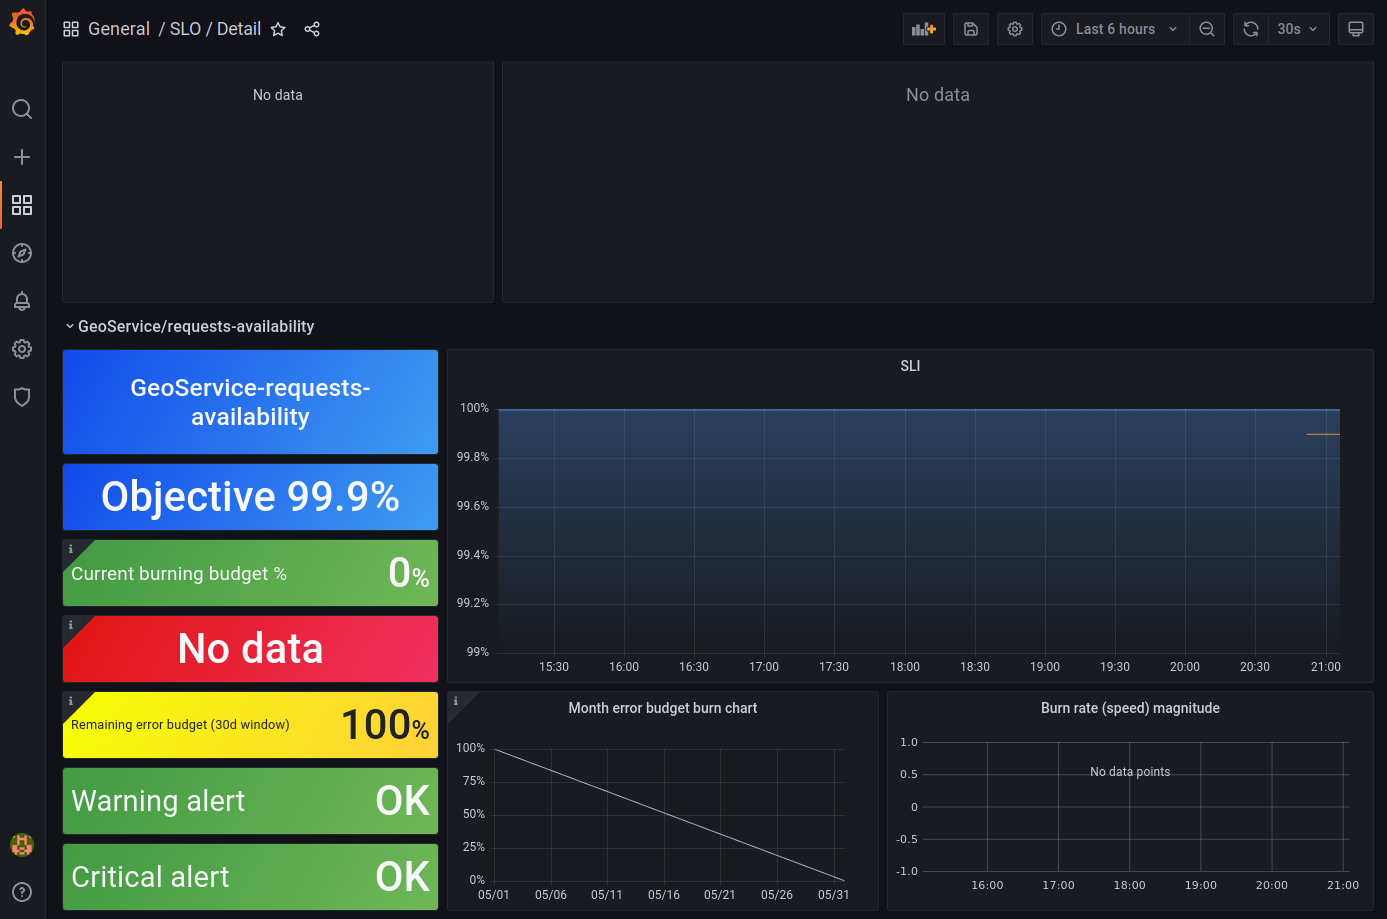 General / SLO / Detail
Last 6 hours
30s
No data
No data
GeoService/requests-availability
GeoService-requests-
availability
Objective 99.9%
Current burning budget %
0%
No data
Remaining error budget (30d window)
100%
Warning alert
OK
Critical alert
OK
SLI
100%
99.8%
99.6%
99.4%
99.2%
99%
15:30 16:00 16:30 17:00 17:30 18:00 18:30 19:00 19:30 20:00 20:30 21:00
Month error budget burn chart
100%
75%
50%
25%
0%
05/01 05/06 05/11 05/16 05/21 05/26 05/31
Burn rate (speed) magnitude
1.0
0.5
0
-0.5
-1.0
No data points
16:00 17:00 18:00 19:00 20:00 21:00